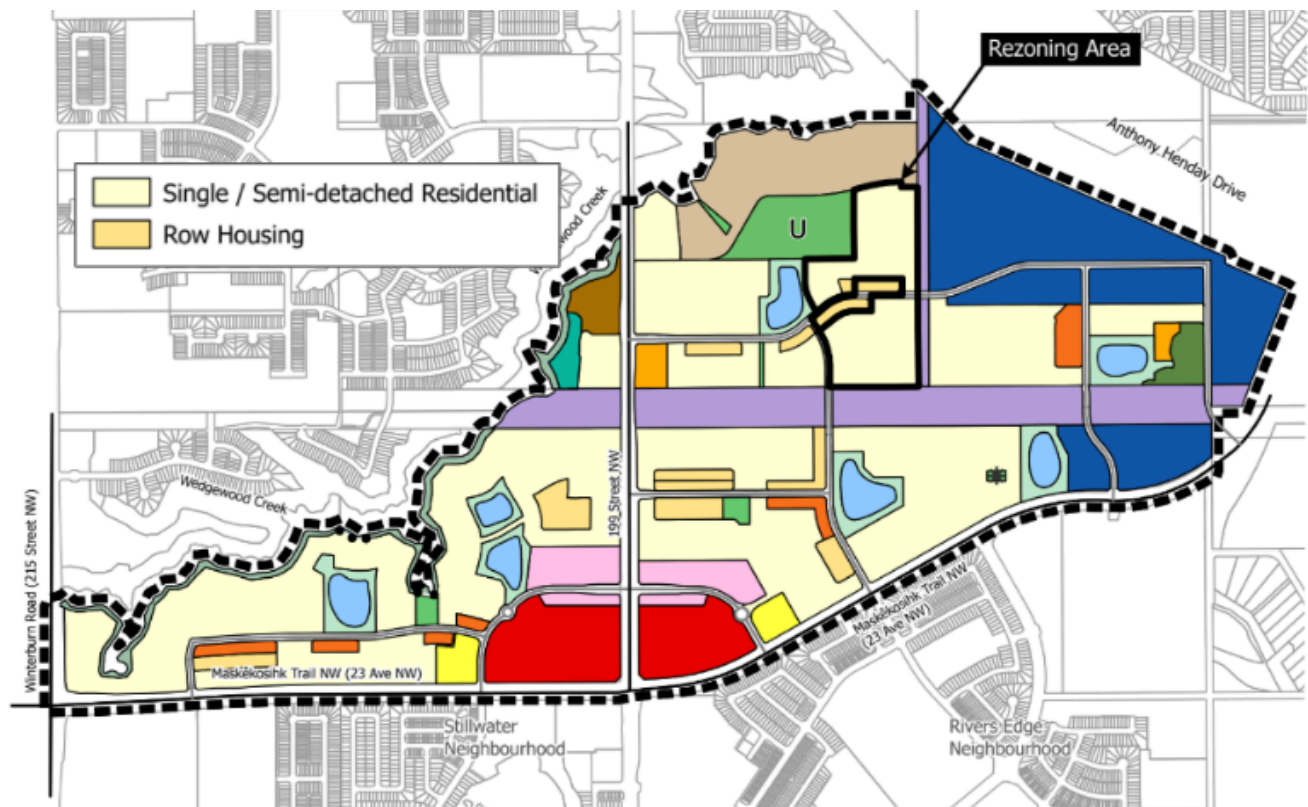 Rezoning Area
Anthony Henday Drive
Single / Semi-detached Residential
Row Housing
Creek
U
199 Street NW
Wedgewood Creek
Winterburn Road (215 Street NW)
Maskêkosihk Trail NW
(23 Ave NW)
Maskêkosihk Trail NW (23 Ave NW)
Stillwater
Neighbourhood
Rivers Edge
Neighbourhood